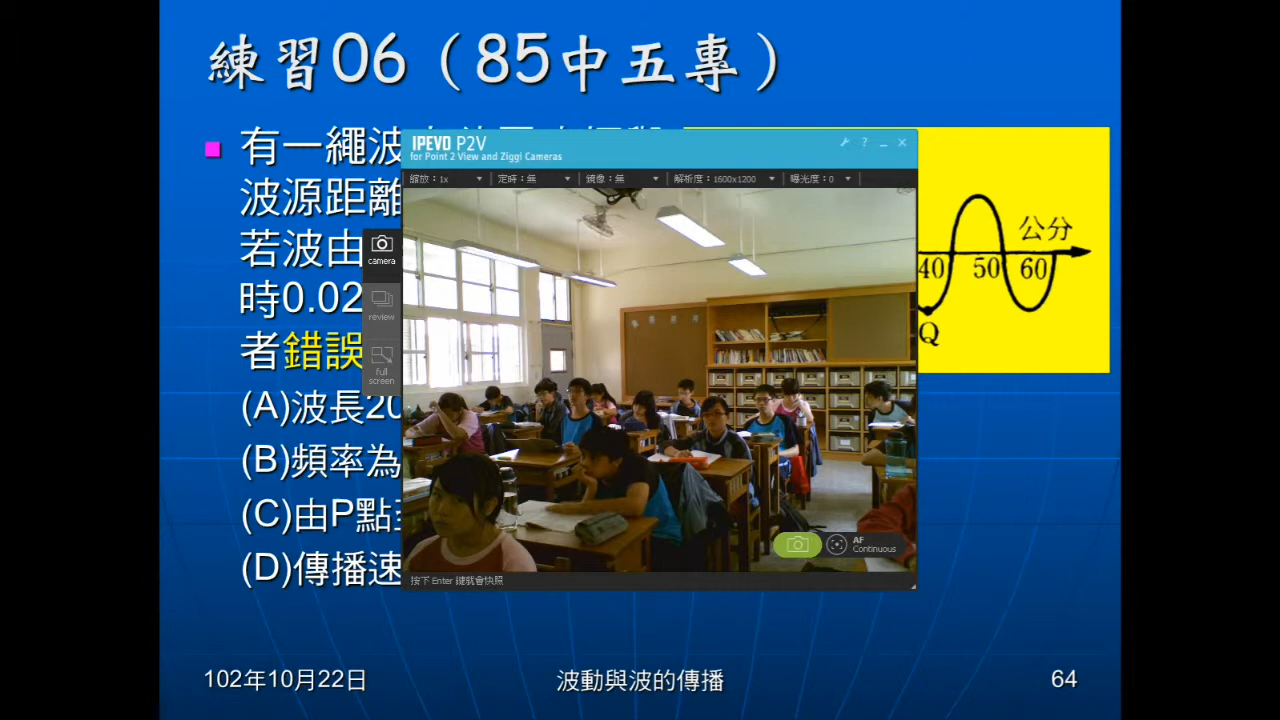 練習06（85中五專）
有一繩波
波源距離
若波由
時0.02
者錯誤
(A)波長20
(B)頻率為
(C)由P點至
(D)傳播速
公分
40 50 60
Q
IPEVO P2V
for Point 2 View and Ziggi Cameras
縮放：1x 定時：無 鏡像：無 解析度：1600x1200 曝光度：0
camera
review
full
screen
AF
Continuous
按下 Enter 鍵就會快照
102年10月22日 波動與波的傳播 64